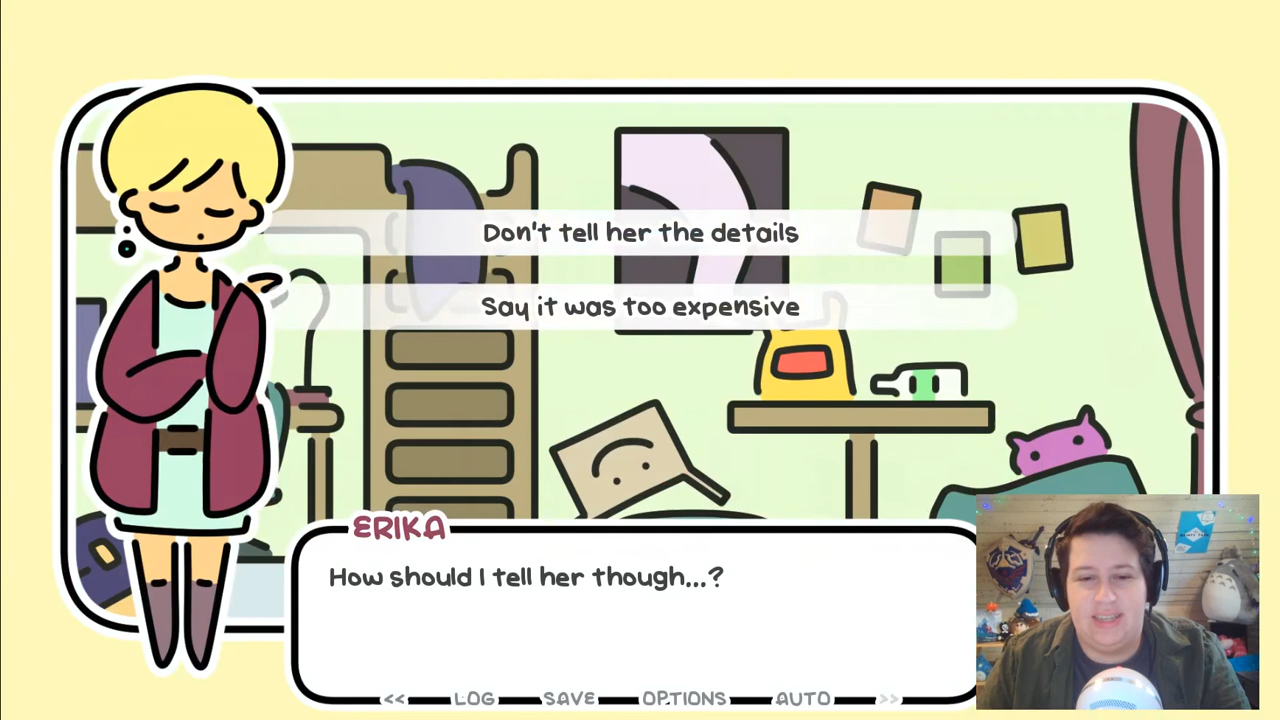 Don't tell her the details
Say it was too expensive
ERIKA
How should I tell her though...?
<< LOG SAVE OPTIONS AUTO >>